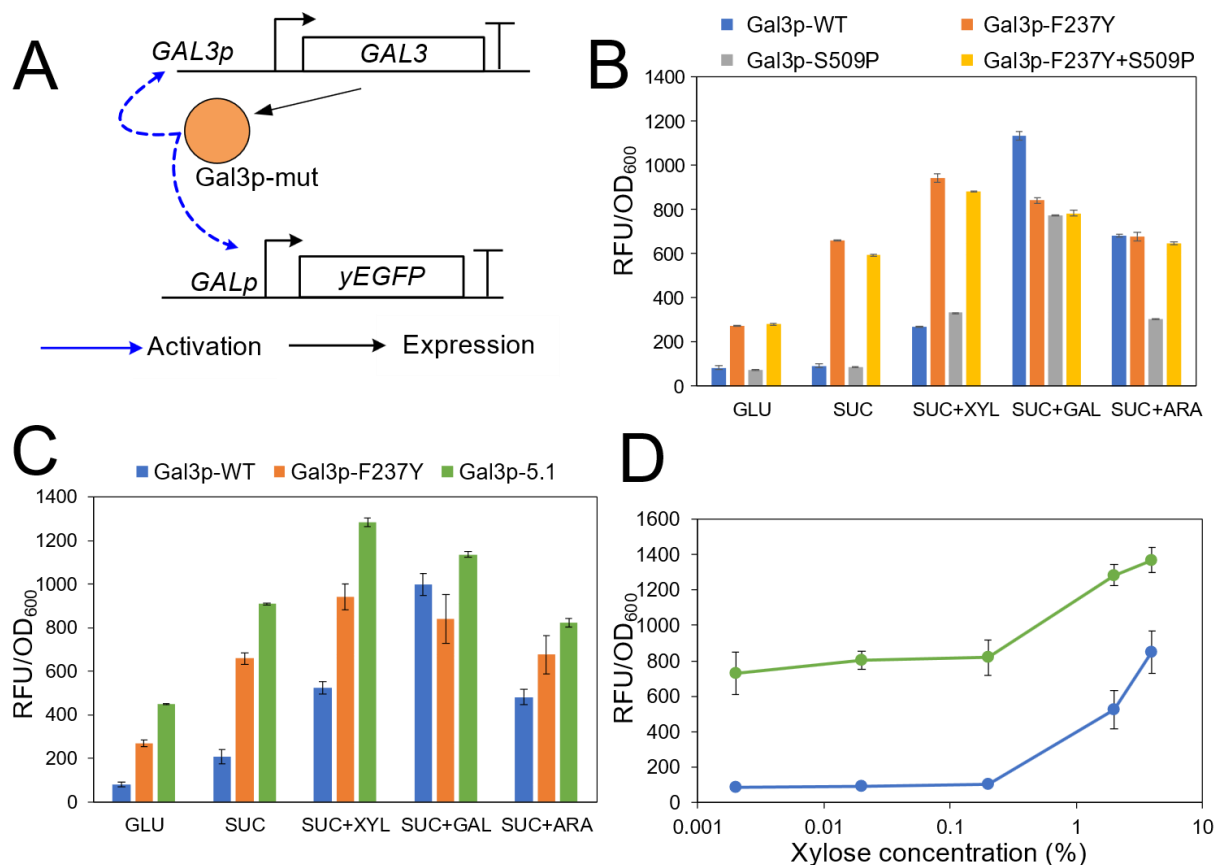 A
GAL3p
GAL3
Gal3p-mut
GALp
yEGFP
Activation
Expression
B
Gal3p-WT
Gal3p-F237Y
Gal3p-S509P
Gal3p-F237Y+S509P
RFU/OD600
1400
1200
1000
800
600
400
200
0
GLU
SUC
SUC+XYL
SUC+GAL
SUC+ARA
C
Gal3p-WT
Gal3p-F237Y
Gal3p-5.1
RFU/OD600
1400
1200
1000
800
600
400
200
0
GLU
SUC
SUC+XYL
SUC+GAL
SUC+ARA
D
RFU/OD600
1600
1400
1200
1000
800
600
400
200
0
0.001
0.01
0.1
1
10
Xylose concentration (%)